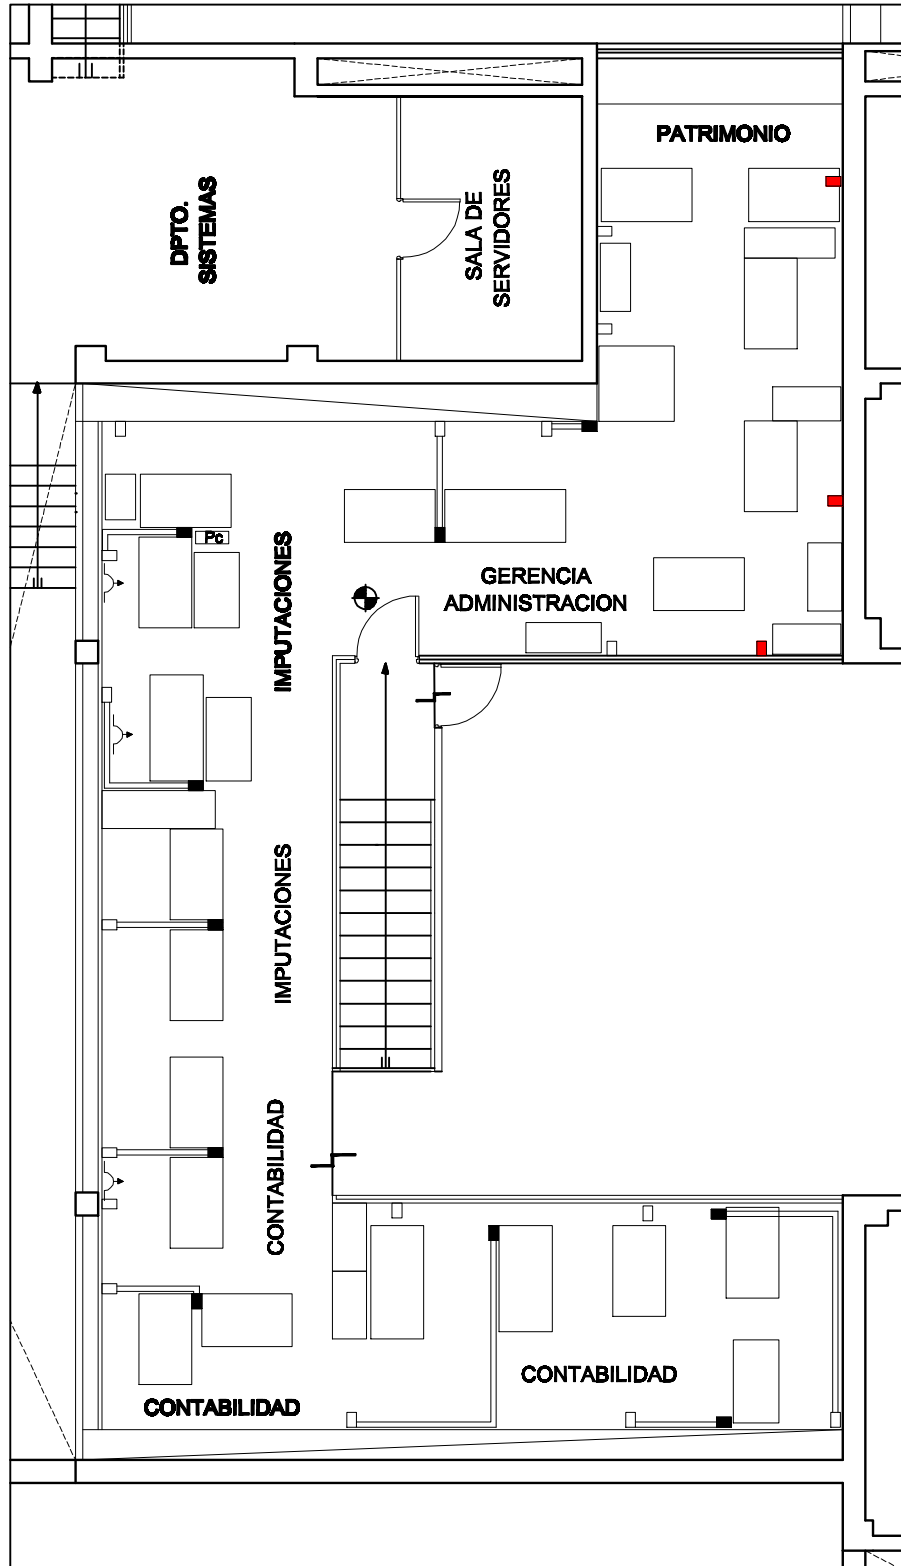 PATRIMONIO
DPTO.
SISTEMAS
SALA DE
SERVIDORES
Pc
IMPUTACIONES
GERENCIA
ADMINISTRACION
IMPUTACIONES
CONTABILIDAD
CONTABILIDAD
CONTABILIDAD